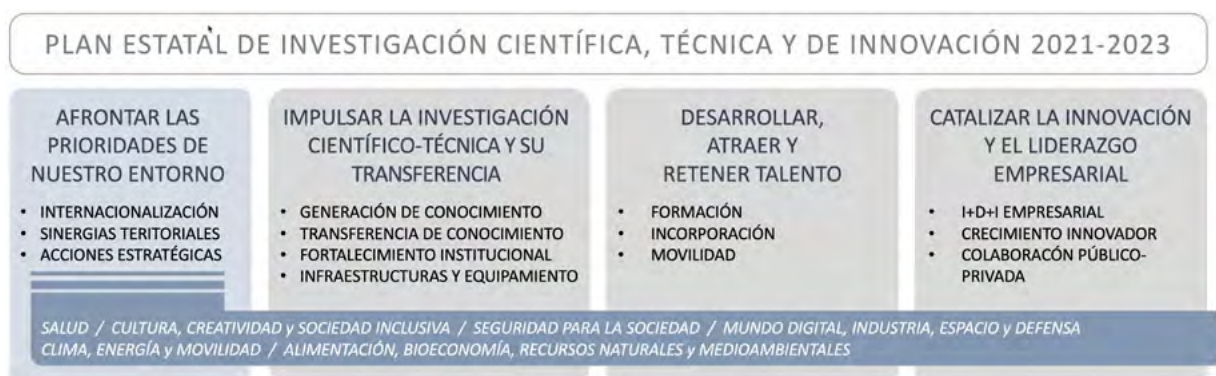 PLAN ESTATAL DE INVESTIGACIÓN CIENTÍFICA, TÉCNICA Y DE INNOVACIÓN 2021-2023
AFRONTAR LAS
PRIORIDADES DE
NUESTRO ENTORNO
• INTERNACIONALIZACIÓN
• SINERGIAS TERITORIALES
• ACCIONES ESTRATÉGICAS
IMPULSAR LA INVESTIGACIÓN
CIENTÍFICO-TÉCNICA Y SU
TRANSFERENCIA
• GENERACIÓN DE CONOCIMIENTO
• TRANSFERENCIA DE CONOCIMIENTO
• FORTALECIMIENTO INSTITUCIONAL
• INFRAESTRUCTURAS Y EQUIPAMIENTO
DESARROLLAR,
ATRAER Y
RETENER TALENTO
• FORMACIÓN
• INCORPORACIÓN
• MOVILIDAD
CATALIZAR LA INNOVACIÓN
Y EL LIDERAZGO
EMPRESARIAL
• I+D+I EMPRESARIAL
• CRECIMIENTO INNOVADOR
• COLABORACÓN PÚBLICO-
PRIVADA
SALUD / CULTURA, CREATIVIDAD y SOCIEDAD INCLUSIVA / SEGURIDAD PARA LA SOCIEDAD / MUNDO DIGITAL, INDUSTRIA, ESPACIO y DEFENSA
CLIMA, ENERGÍA y MOVILIDAD / ALIMENTACIÓN, BIOECONOMÍA, RECURSOS NATURALES y MEDIOAMBIENTALES